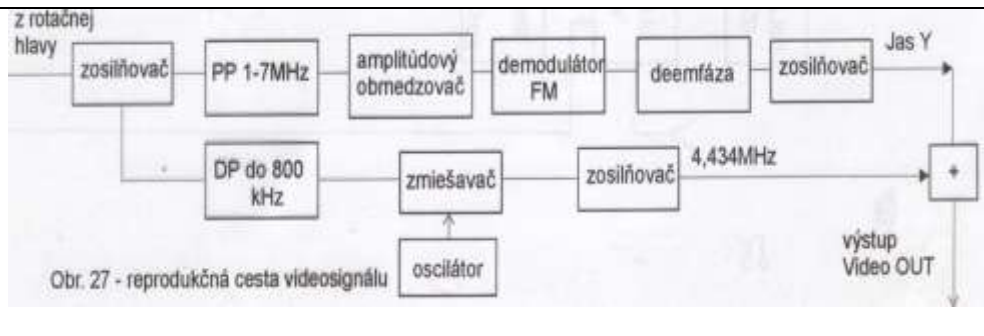 z rotačnej
hlavy
zosilňovač
PP 1-7MHz
amplitúdový
obmedzovač
demodulátor
FM
deemfáza
zosilňovač
Jas Y
DP do 800
kHz
zmiešavač
zosilňovač
4,434MHz
+
oscilátor
výstup
Video OUT
Obr. 27 - reprodukčná cesta videosignálu